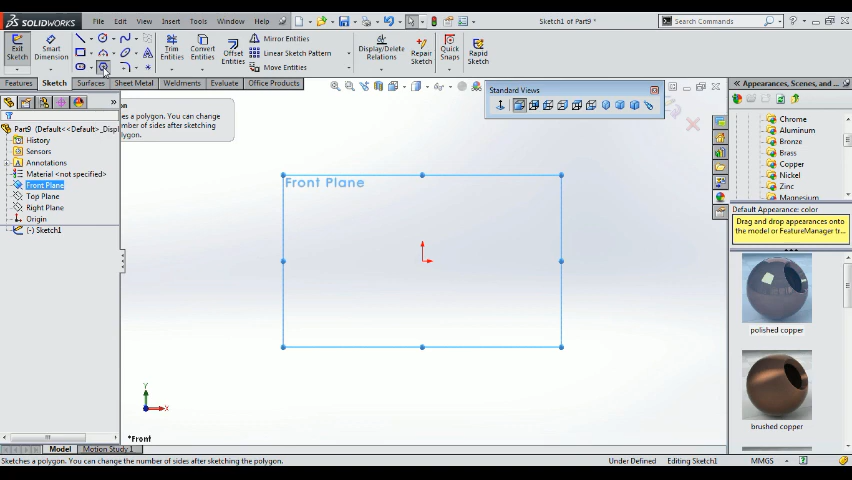 SOLIDWORKS
File
Edit
View
Insert
Tools
Window
Help
Sketch1 of Part9 *
Search Commands
Exit Sketch
Smart Dimension
Trim Entities
Convert Entities
Offset Entities
Mirror Entities
Linear Sketch Pattern
Move Entities
Display/Delete Relations
Repair Sketch
Quick Snaps
Rapid Sketch
Features
Sketch
Surfaces
Sheet Metal
Weldments
Evaluate
Office Products
Standard Views
Appearances, Scenes, and...
Part9 (Default<<Default>_Displ
History
Sensors
Annotations
Material <not specified>
Front Plane
Top Plane
Right Plane
Origin
(-) Sketch1
on
es a polygon. You can change
number of sides after sketching
lygon.
Front Plane
Chrome
Aluminum
Bronze
Brass
Copper
Nickel
Zinc
Magnesium
Default Appearance: color
Drag and drop appearances onto
the model or FeatureManager tr...
polished copper
brushed copper
Y
X
*Front
Model
Motion Study 1
Sketches a polygon. You can change the number of sides after sketching the polygon.
Under Defined
Editing Sketch1
MMGS